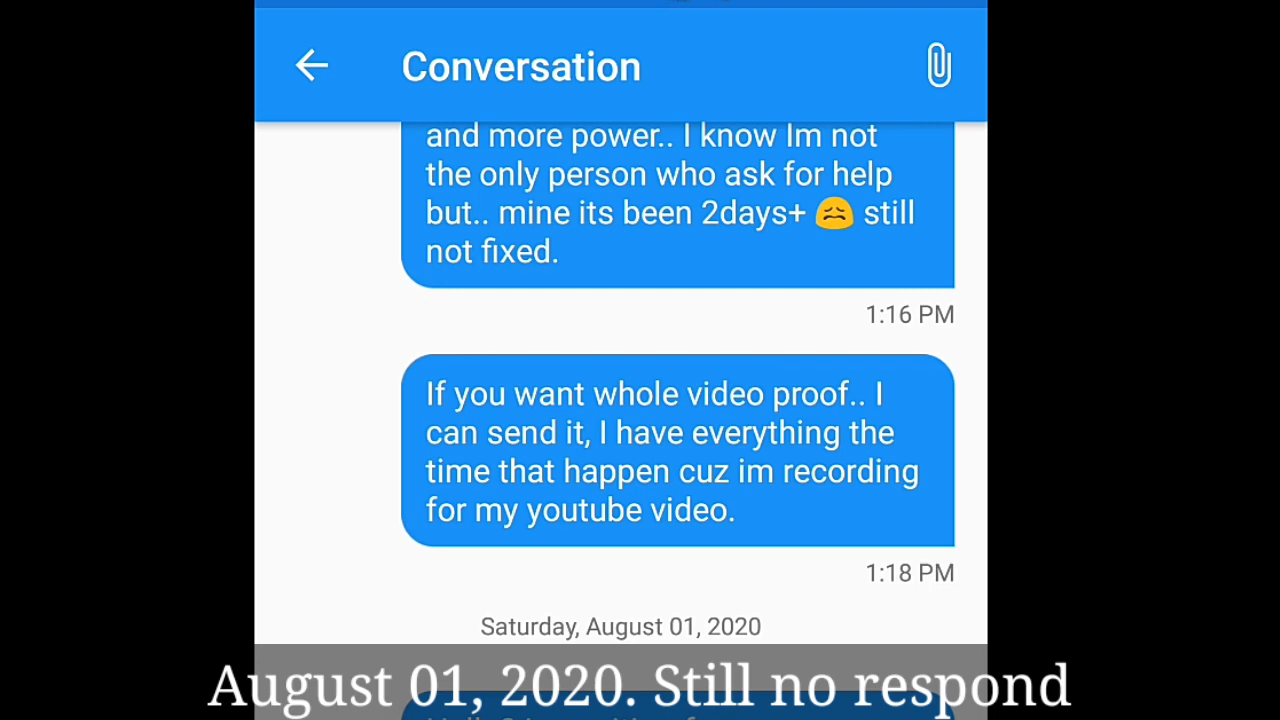 Conversation
and more power.. I know Im not
the only person who ask for help
but.. mine its been 2days+ 😖 still
not fixed.
1:16 PM
If you want whole video proof.. I
can send it, I have everything the
time that happen cuz im recording
for my youtube video.
1:18 PM
Saturday, August 01, 2020
August 01, 2020. Still no respond